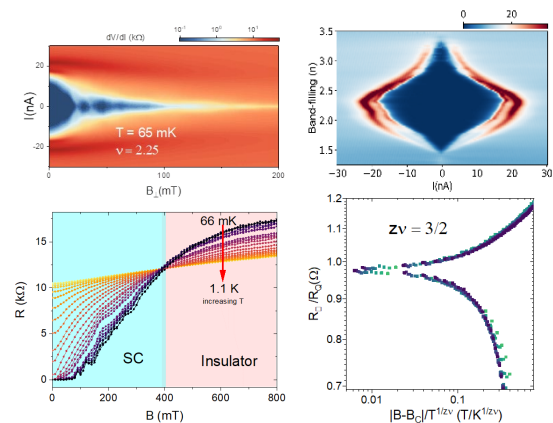 dV/dI (kΩ)
10⁻¹ 10⁰ 10¹
I(nA)
20
0
-20
T = 65 mK
ν = 2.25
0 50 100 150 200
B⊥(mT)
0 20
Band-filling (n)
3.5
3.0
2.5
2.0
1.5
-30 -20 -10 0 10 20 30
I(nA)
R (kΩ)
15
10
5
0
66 mK
1.1 K
increasing T
SC
Insulator
0 200 400 600 800
B (mT)
R□ /R□(Ω)
1.2
1.1
1.0
0.9
0.8
0.7
zν = 3/2
0.01 0.1
|B-B_C|/T^{1/zν} (T/K^{1/zν})